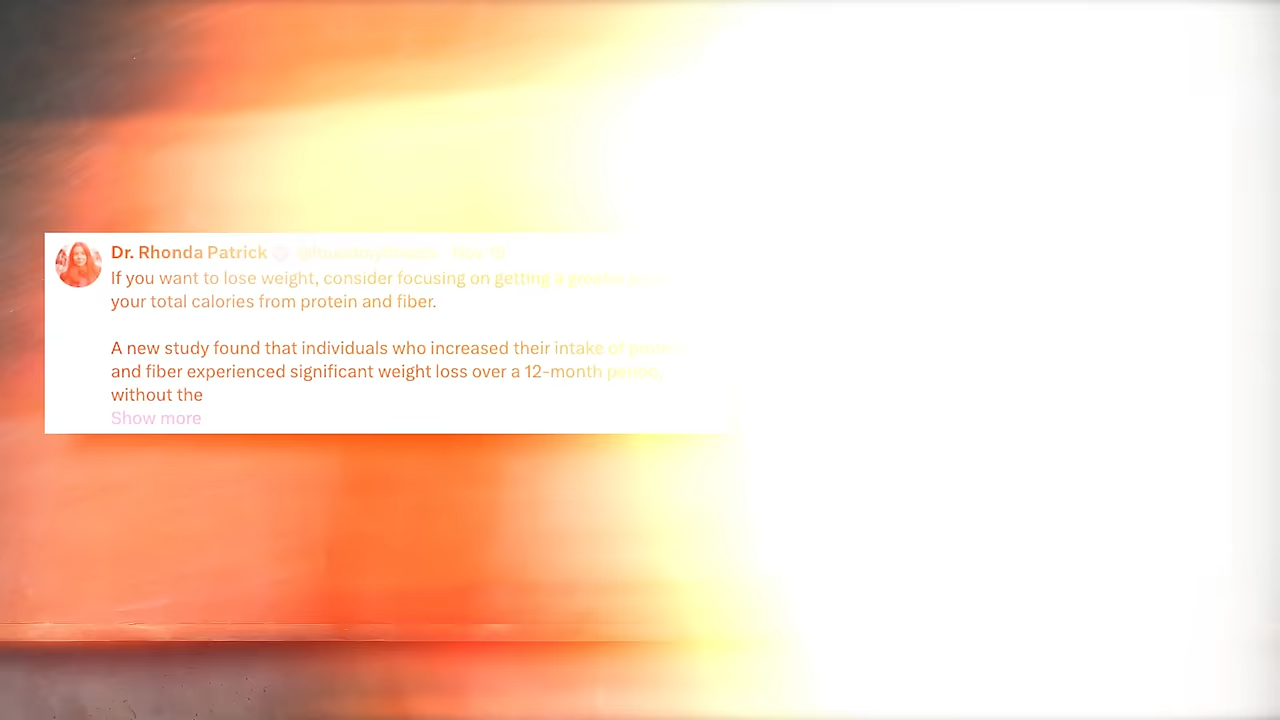 Dr. Rhonda Patrick
If you want to lose weight, consider focusing on getting a greater
your total calories from protein and fiber.
A new study found that individuals who increased their intake of
and fiber experienced significant weight loss over a 12-month period,
without the
Show more